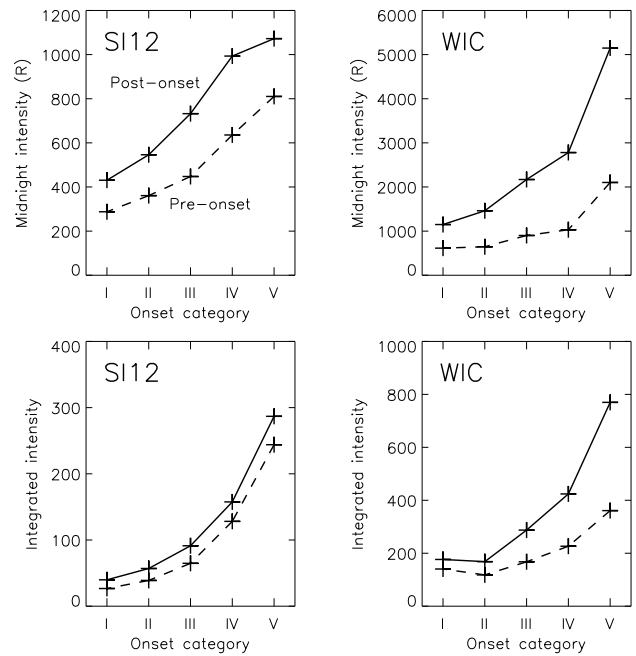 SI12
Midnight intensity (R)
1200
1000
800
600
400
200
0
Post-onset
Pre-onset
I II III IV V
Onset category
WIC
Midnight intensity (R)
6000
5000
4000
3000
2000
1000
0
I II III IV V
Onset category
SI12
Integrated intensity
400
300
200
100
0
I II III IV V
Onset category
WIC
Integrated intensity
1000
800
600
400
200
0
I II III IV V
Onset category